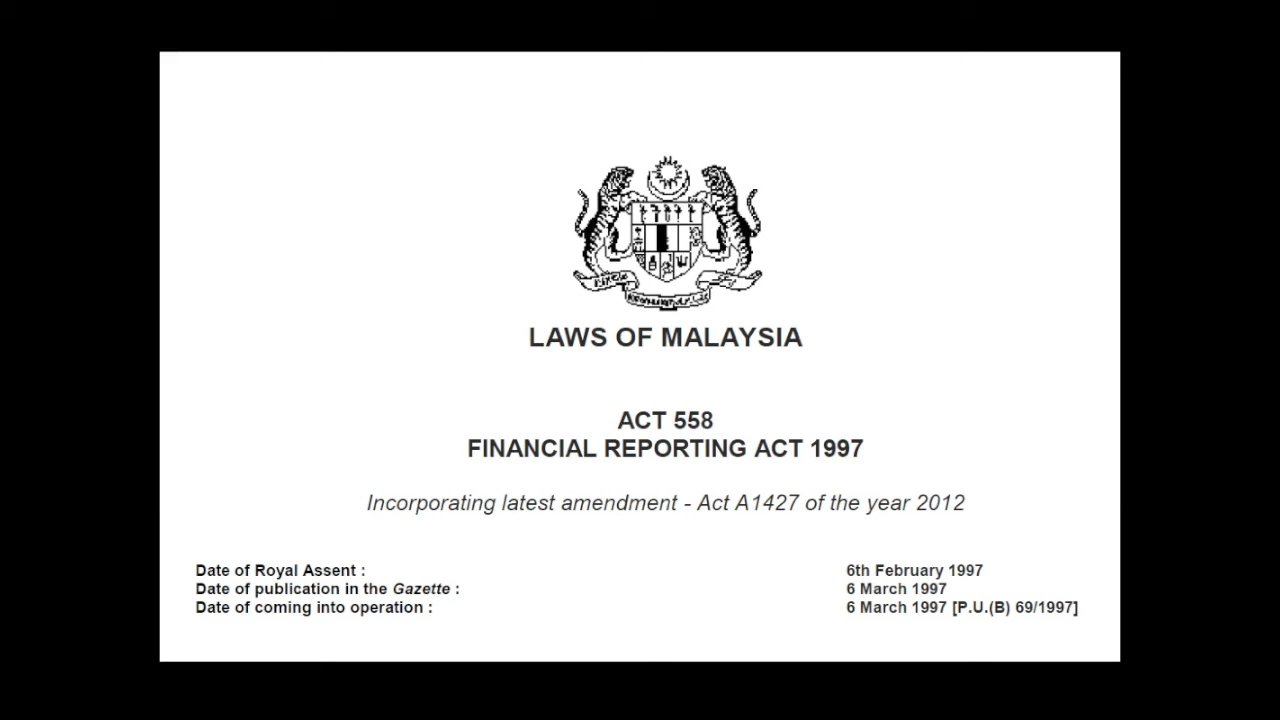 LAWS OF MALAYSIA
ACT 558
FINANCIAL REPORTING ACT 1997
Incorporating latest amendment - Act A1427 of the year 2012
Date of Royal Assent : 6th February 1997
Date of publication in the Gazette : 6 March 1997
Date of coming into operation : 6 March 1997 [P.U.(B) 69/1997]